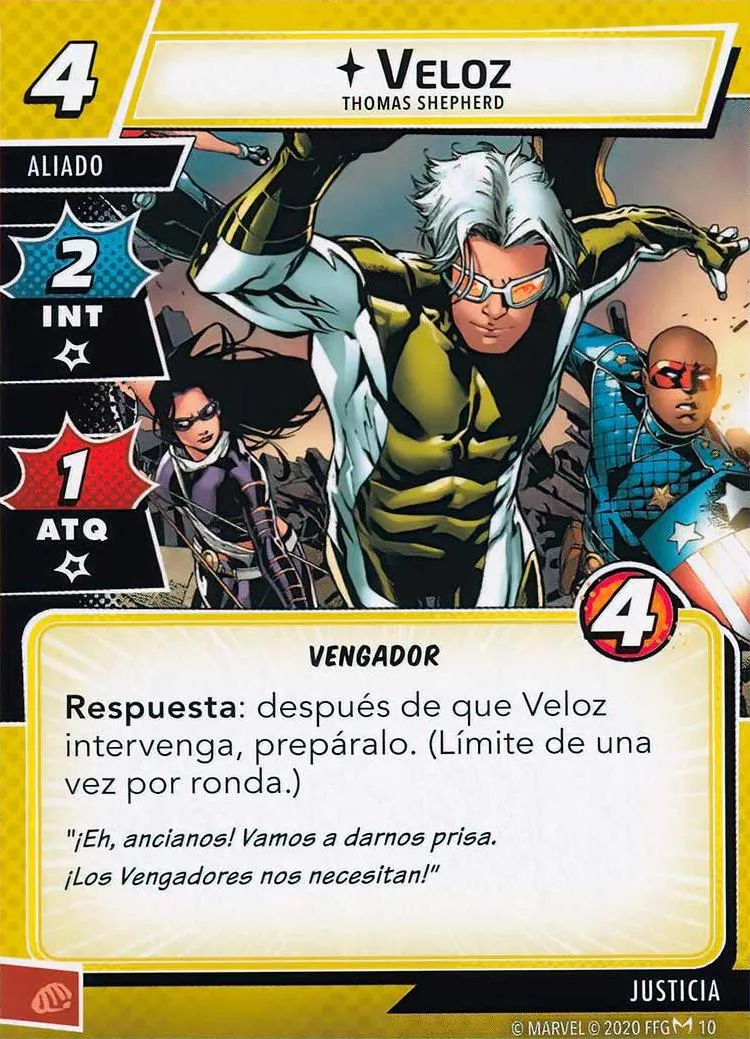 4
VELOZ
THOMAS SHEPHERD
ALIADO
2
INT
1
ATQ
4
VENGADOR
Respuesta: después de que Veloz
intervenga, prepáralo. (Límite de una
vez por ronda.)
"¡Eh, ancianos! Vamos a darnos prisa.
¡Los Vengadores nos necesitan!"
JUSTICIA
© MARVEL © 2020 FFG 10